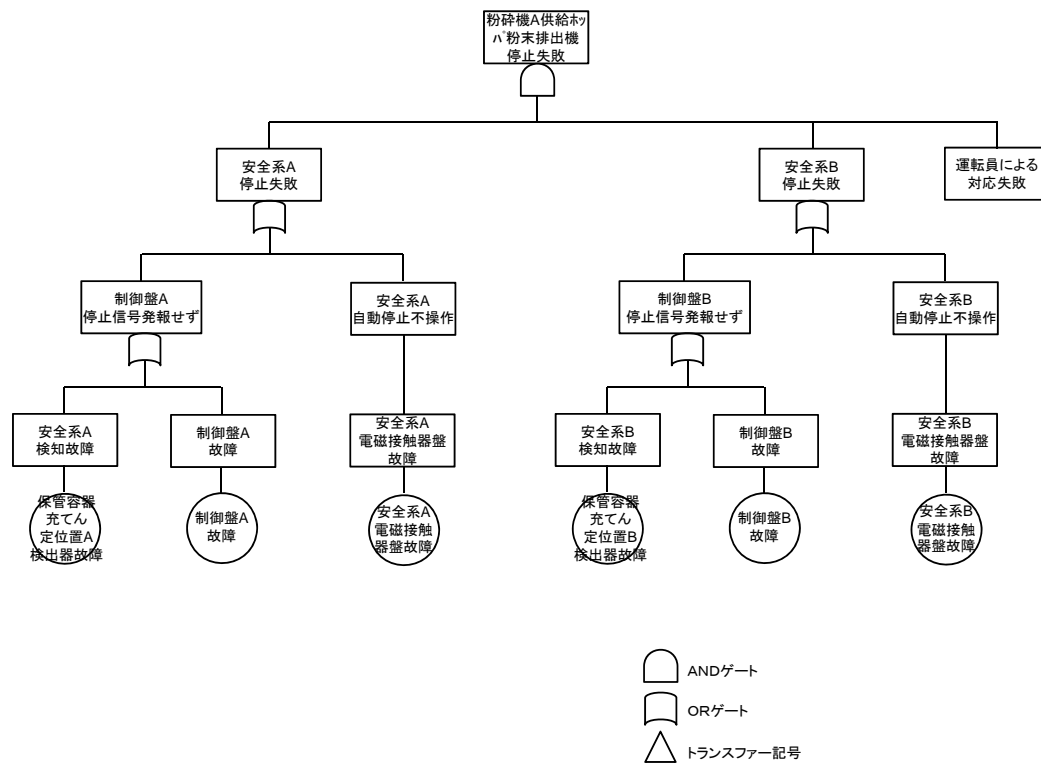 粉砕機A供給ホッ
パ粉末排出機
停止失敗
安全系A
停止失敗
安全系B
停止失敗
運転員による
対応失敗
制御盤A
停止信号発報せず
安全系A
自動停止不操作
制御盤B
停止信号発報せず
安全系B
自動停止不操作
安全系A
検知故障
制御盤A
故障
安全系A
電磁接触器盤
故障
安全系B
検知故障
制御盤B
故障
安全系B
電磁接触器盤
故障
保管容器
充てん
定位置A
検出器故障
制御盤A
故障
安全系A
電磁接触
器盤故障
保管容器
充てん
定位置B
検出器故障
制御盤B
故障
安全系B
電磁接触
器盤故障
ANDゲート
ORゲート
トランスファー記号